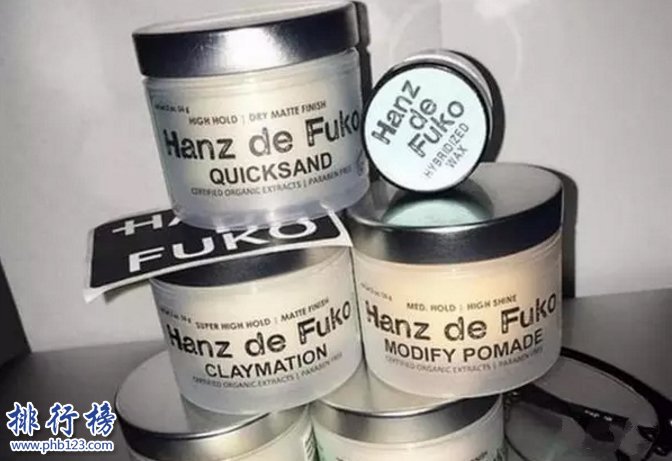 HIGH HOLD | DRY MATTE FINISH
Hanz de Fuko
QUICKSAND
CERTIFIED ORGANIC EXTRACTS | PARABEN FREE
Hanz
de
Fuko
HYBRIDIZED
WAX
FUKO
SUPER HIGH HOLD | MATTE FINISH
Hanz de Fuko
CLAYMATION
CERTIFIED ORGANIC EXTRACTS | PARABEN FREE
MED. HOLD | HIGH SHINE
Hanz de Fuko
MODIFY POMADE
CERTIFIED ORGANIC EXTRACTS | PARABEN FREE
排行榜
www.phb123.com